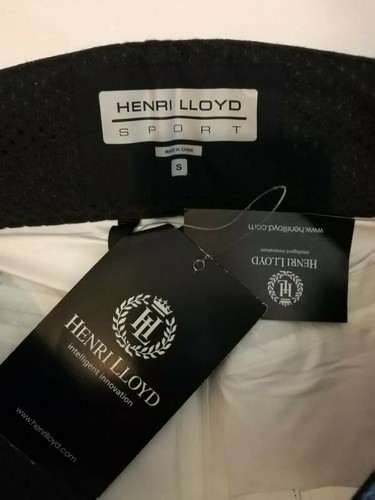 HENRI LLOYD
SPORT
MADE IN CHINA
S
www.henrilloyd.com
intelligent innovation
HENRI LLOYD
HL
HL
HENRI LLOYD
intelligent innovation
www.henrilloyd.com